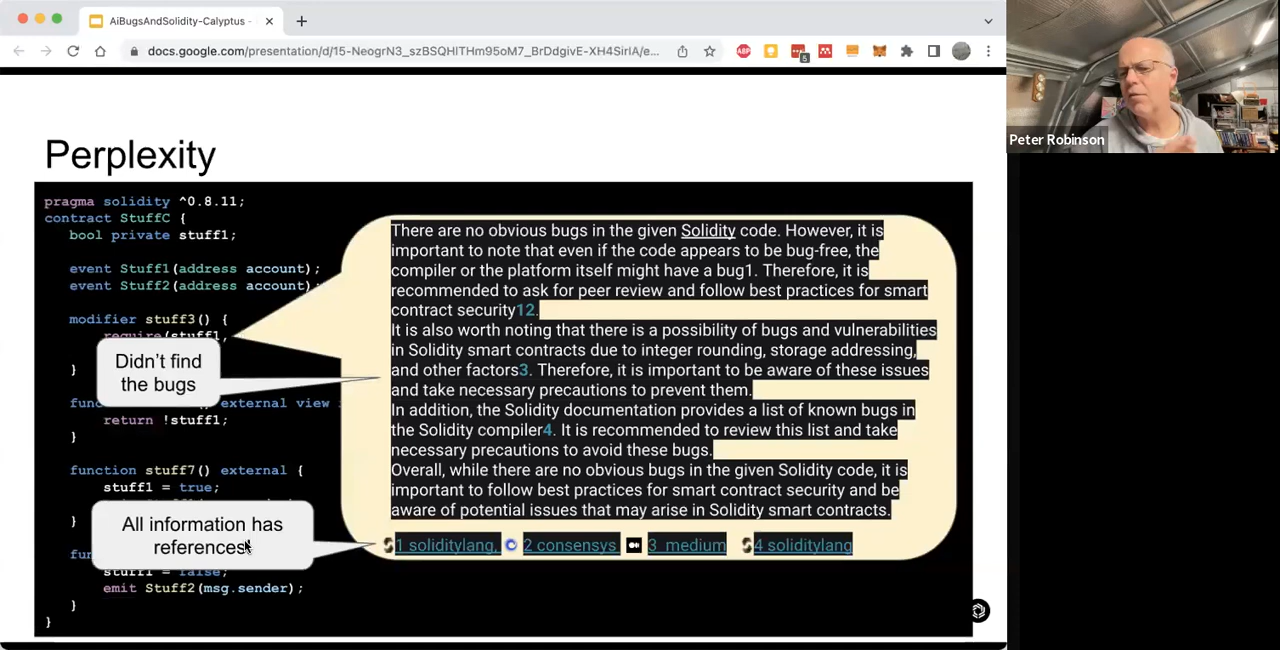 AiBugsAndSolidity-Calyptus -
docs.google.com/presentation/d/15-NeogrN3_szBSQHlTHm95oM7_BrDdgivE-XH4SirIA/e...
ABP
5
Peter Robinson
Perplexity
pragma solidity ^0.8.11;
contract StuffC {
bool private stuff1;
event Stuff1(address account);
event Stuff2(address account);
modifier stuff3() {
require(stuff1,
}
external view
return !stuff1;
}
function stuff7() external {
stuff1 = true;
}
stuff1 = false;
emit Stuff2(msg.sender);
}
}
Didn't find
the bugs
All information has
references
There are no obvious bugs in the given Solidity code. However, it is
important to note that even if the code appears to be bug-free, the
compiler or the platform itself might have a bug1. Therefore, it is
recommended to ask for peer review and follow best practices for smart
contract security12.
It is also worth noting that there is a possibility of bugs and vulnerabilities
in Solidity smart contracts due to integer rounding, storage addressing,
and other factors3. Therefore, it is important to be aware of these issues
and take necessary precautions to prevent them.
In addition, the Solidity documentation provides a list of known bugs in
the Solidity compiler4. It is recommended to review this list and take
necessary precautions to avoid these bugs.
Overall, while there are no obvious bugs in the given Solidity code, it is
important to follow best practices for smart contract security and be
aware of potential issues that may arise in Solidity smart contracts.
1 soliditylang, 2 consensys 3 medium 4 soliditylang